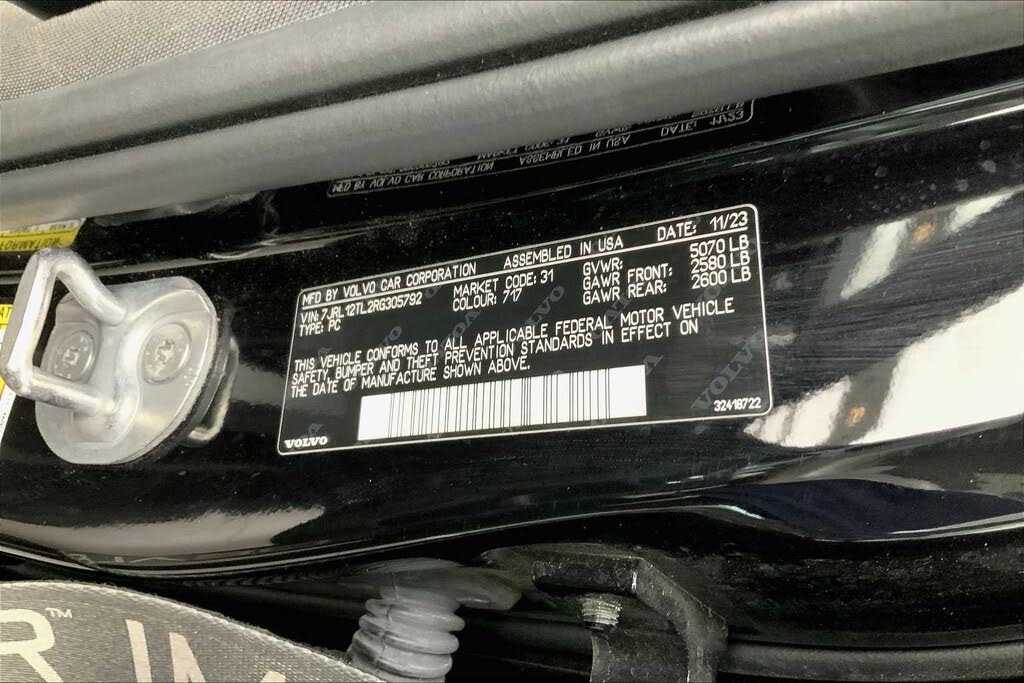 MFD BY VOLVO CAR CORPORATION ASSEMBLED IN USA DATE: 11/23
VIN: 7JRL12TL2RG305792 MARKET CODE: 31 GVWR: 5070 LB
TYPE: PC COLOUR: 717 GAWR FRONT: 2580 LB
GAWR REAR: 2600 LB
THIS VEHICLE CONFORMS TO ALL APPLICABLE FEDERAL MOTOR VEHICLE
SAFETY, BUMPER AND THEFT PREVENTION STANDARDS IN EFFECT ON
THE DATE OF MANUFACTURE SHOWN ABOVE.
VOLVO 32418722
R™